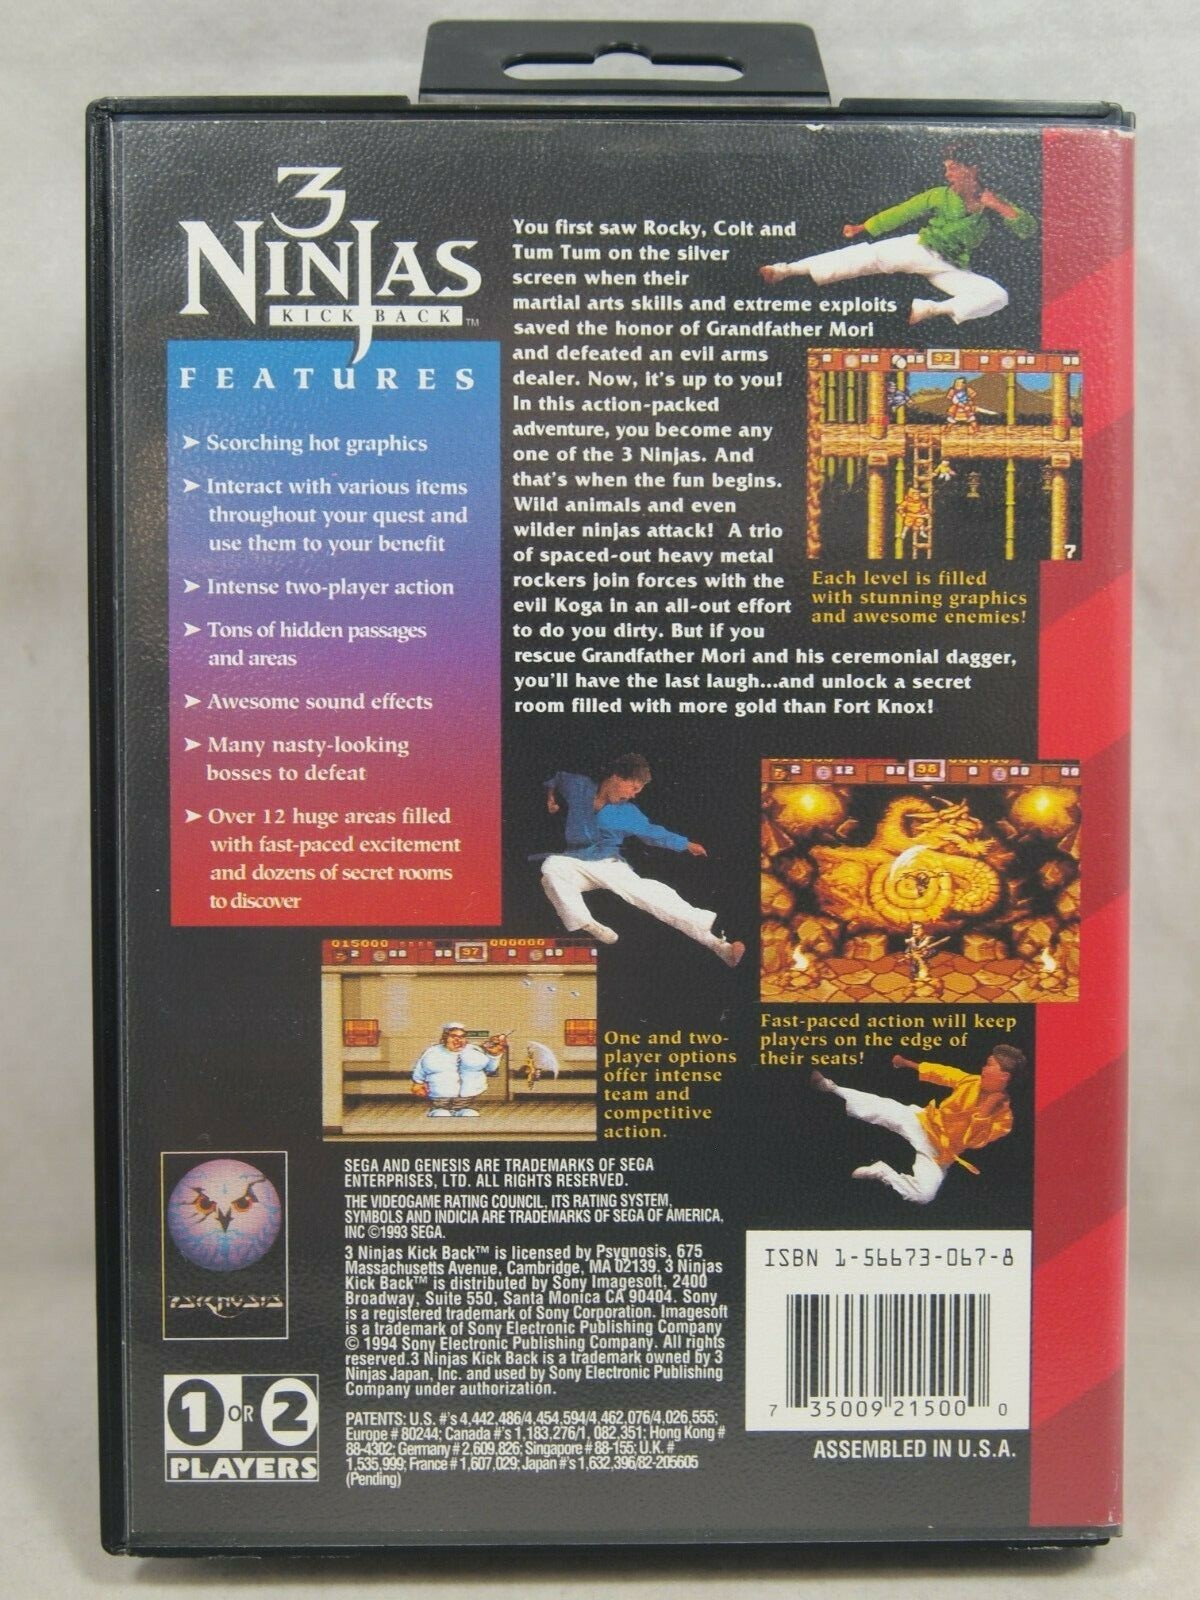 3
NINJAS
KICK BACK™
FEATURES
➤ Scorching hot graphics
➤ Interact with various items
throughout your quest and
use them to your benefit
➤ Intense two-player action
➤ Tons of hidden passages
and areas
➤ Awesome sound effects
➤ Many nasty-looking
bosses to defeat
➤ Over 12 huge areas filled
with fast-paced excitement
and dozens of secret rooms
to discover
You first saw Rocky, Colt and
Tum Tum on the silver
screen when their
martial arts skills and extreme exploits
saved the honor of Grandfather Mori
and defeated an evil arms
dealer. Now, it's up to you!
In this action-packed
adventure, you become any
one of the 3 Ninjas. And
that's when the fun begins.
Wild animals and even
wilder ninjas attack! A trio
of spaced-out heavy metal
rockers join forces with the
evil Koga in an all-out effort
to do you dirty. But if you
rescue Grandfather Mori and his ceremonial dagger,
you'll have the last laugh...and unlock a secret
room filled with more gold than Fort Knox!
92
7
Each level is filled
with stunning graphics
and awesome enemies!
2 12 00 98 0 00 00
Fast-paced action will keep
players on the edge of
their seats!
015000 000000
2 00 00 97 0 00 00
One and two-
player options
offer intense
team and
competitive
action.
PSYGNOSIS
1 OR 2
PLAYERS
SEGA AND GENESIS ARE TRADEMARKS OF SEGA
ENTERPRISES, LTD. ALL RIGHTS RESERVED.
THE VIDEOGAME RATING COUNCIL, ITS RATING SYSTEM,
SYMBOLS AND INDICIA ARE TRADEMARKS OF SEGA OF AMERICA,
INC ©1993 SEGA.
3 Ninjas Kick Back™ is licensed by Psygnosis, 675
Massachusetts Avenue, Cambridge, MA 02139. 3 Ninjas
Kick Back™ is distributed by Sony Imagesoft, 2400
Broadway, Suite 550, Santa Monica CA 90404. Sony
is a registered trademark of Sony Corporation. Imagesoft
is a trademark of Sony Electronic Publishing Company
© 1994 Sony Electronic Publishing Company. All rights
reserved.3 Ninjas Kick Back is a trademark owned by 3
Ninjas Japan, Inc. and used by Sony Electronic Publishing
Company under authorization.
PATENTS: U.S. #'s 4,442,486/4,454,594/4,462,076/4,026,555;
Europe # 80244; Canada #'s 1,183,276/1, 082,351; Hong Kong #
88-4302; Germany # 2,609,826; Singapore # 88-155; U.K. #
1,535,999; France # 1,607,029; Japan #'s 1,632,396/82-205605
(Pending)
ISBN 1-56673-067-8
7 35009 21500 0
ASSEMBLED IN U.S.A.